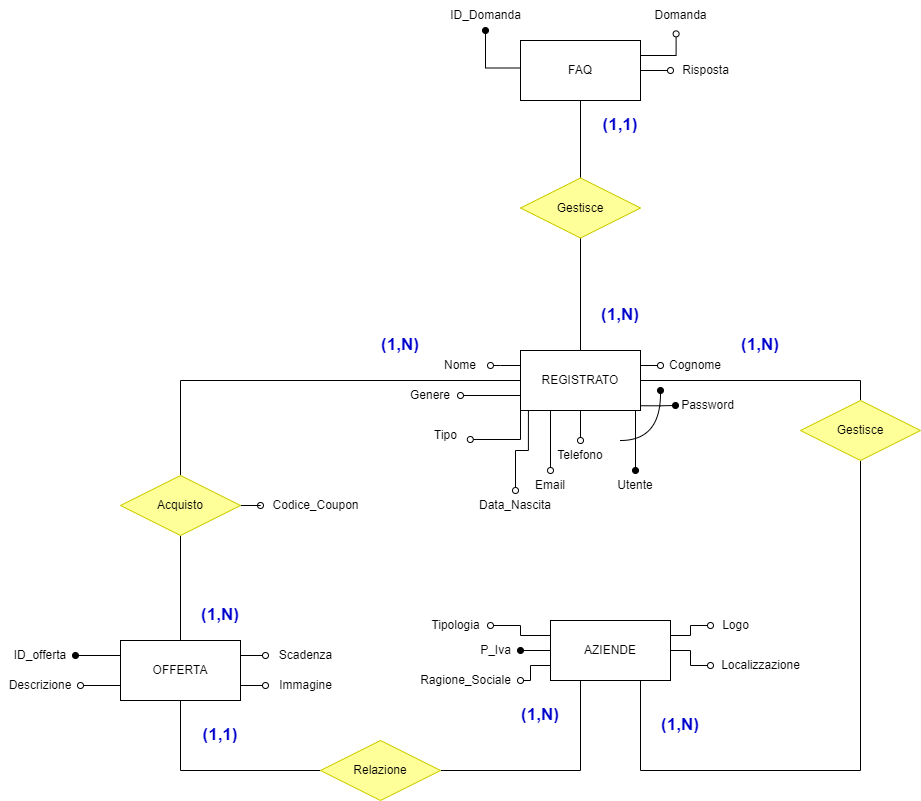 ID_Domanda
Domanda
FAQ
Risposta
(1,1)
Gestisce
(1,N)
(1,N)
(1,N)
Nome
REGISTRATO
Cognome
Genere
Password
Tipo
Telefono
Gestisce
Email
Utente
Data_Nascita
Acquisto
Codice_Coupon
(1,N)
Tipologia
Logo
ID_offerta
OFFERTA
Scadenza
P_Iva
AZIENDE
Localizzazione
Descrizione
Immagine
Ragione_Sociale
(1,1)
(1,N)
(1,N)
Relazione